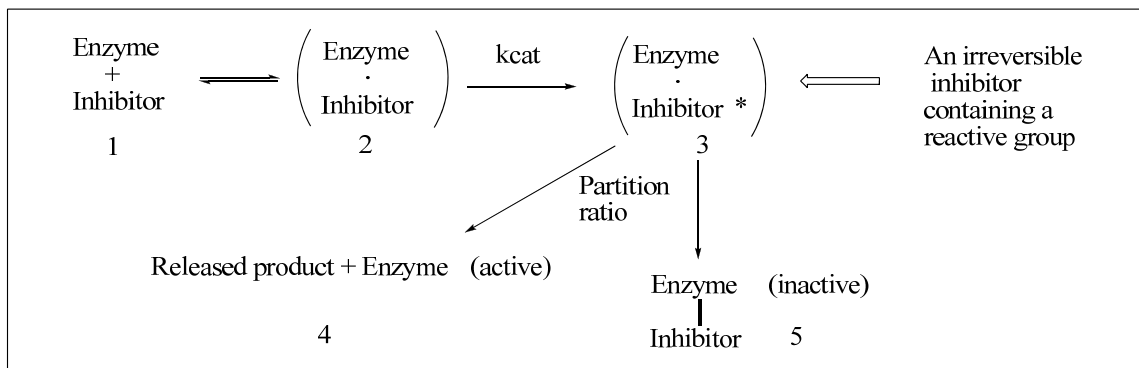 Enzyme
+
Inhibitor
1
Enzyme
·
Inhibitor
2
kcat
Enzyme
·
Inhibitor *
3
An irreversible
inhibitor
containing a
reactive group
Partition
ratio
Released product + Enzyme (active)
4
Enzyme (inactive)
Inhibitor 5